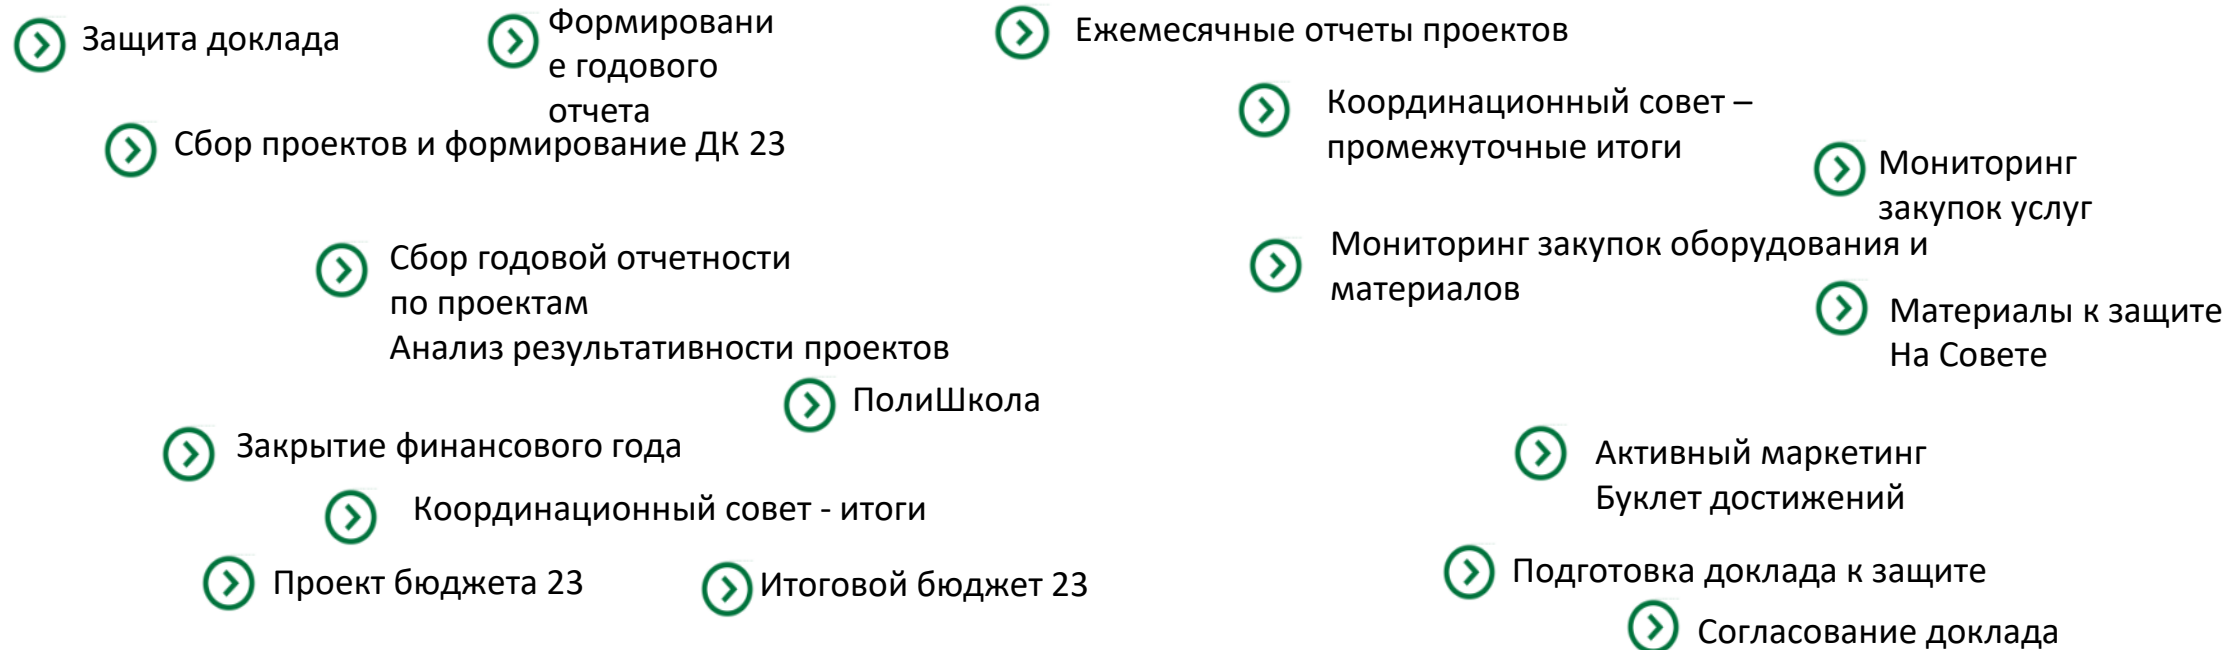 Защита доклада
Формировани
е годового
отчета
Ежемесячные отчеты проектов
Сбор проектов и формирование ДК 23
Координационный совет –
промежуточные итоги
Мониторинг
закупок услуг
Сбор годовой отчетности
по проектам
Анализ результативности проектов
Мониторинг закупок оборудования и
материалов
Материалы к защите
На Совете
ПолиШкола
Закрытие финансового года
Активный маркетинг
Буклет достижений
Координационный совет - итоги
Проект бюджета 23
Итоговой бюджет 23
Подготовка доклада к защите
Согласование доклада